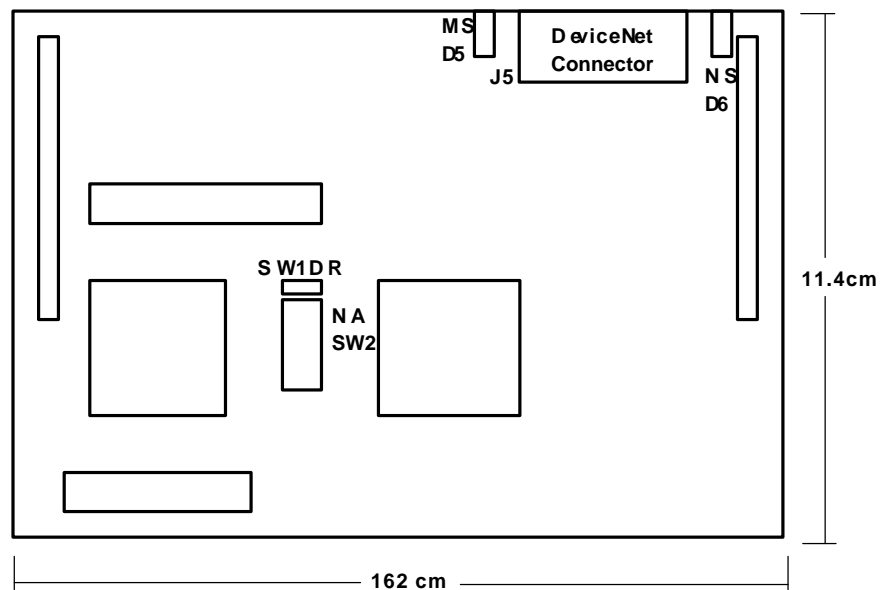 MS
D5
DeviceNet
Connector
J5
NS
D6
SW1DR
NA
SW2
11.4cm
162 cm